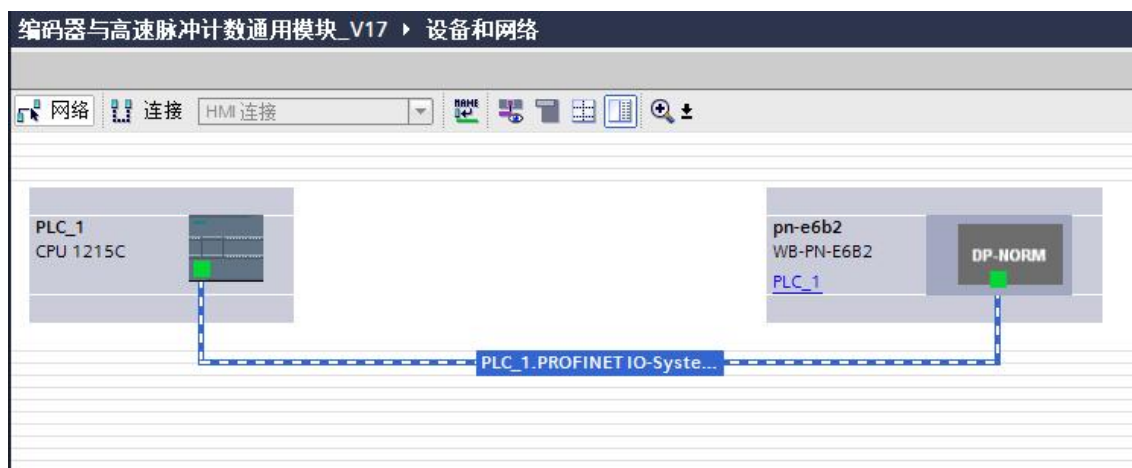 编码器与高速脉冲计数通用模块_V17 ▸ 设备和网络
网络 连接 HMI 连接
NAME
PLC_1
CPU 1215C
pn-e6b2
WB-PN-E6B2
DP-NORM
PLC_1
PLC_1.PROFINET IO-Syste...